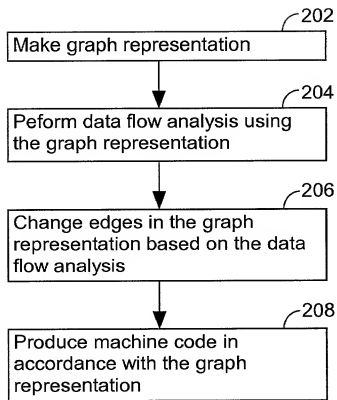 202
Make graph representation
204
Peform data flow analysis using
the graph representation
206
Change edges in the graph
representation based on the data
flow analysis
208
Produce machine code in
accordance with the graph
representation